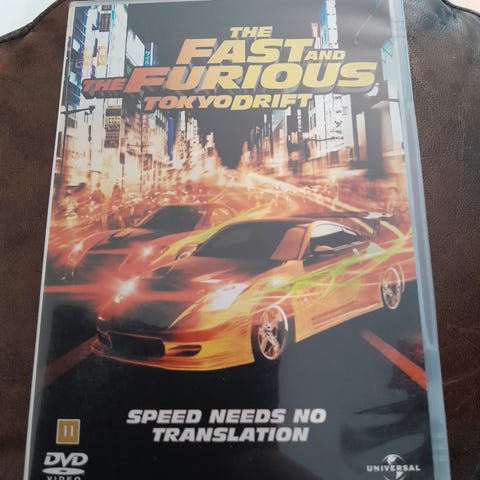 THE
FAST AND
THE FURIOUS
TOKYO DRIFT
SPEED NEEDS NO
TRANSLATION
11
DVD
VIDEO
UNIVERSAL